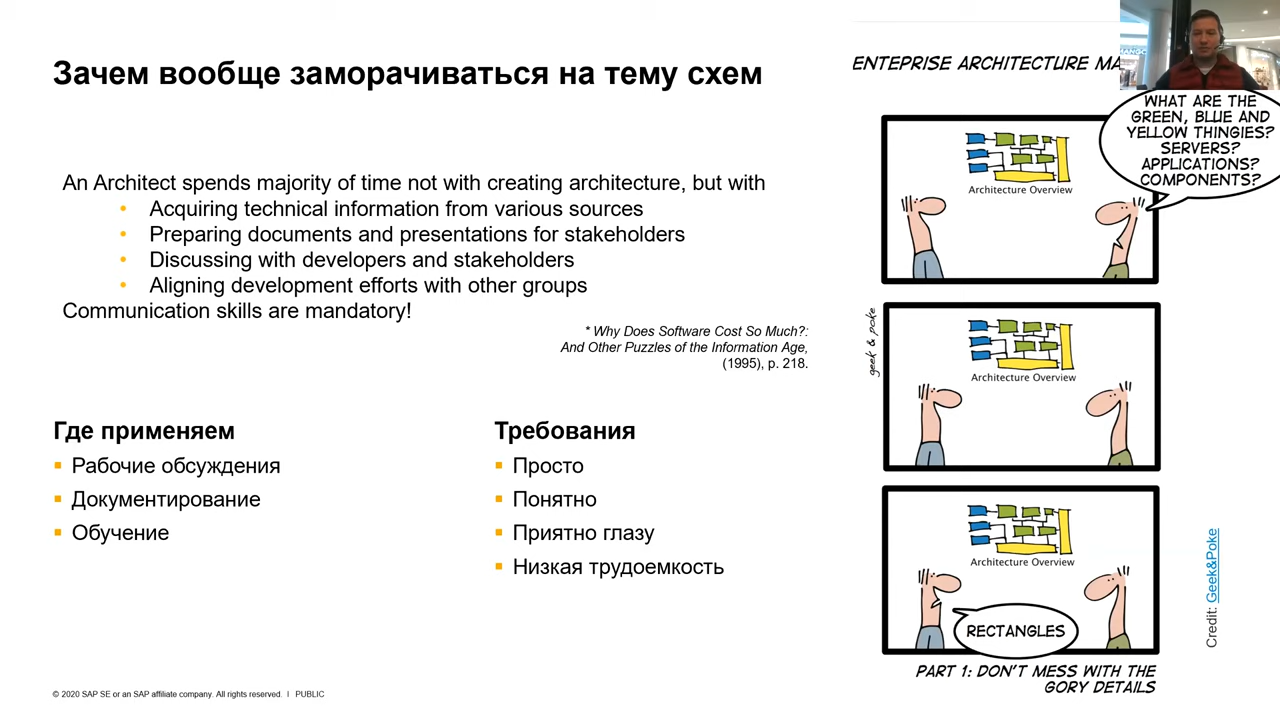 Зачем вообще заморачиваться на тему схем
An Architect spends majority of time not with creating architecture, but with
• Acquiring technical information from various sources
• Preparing documents and presentations for stakeholders
• Discussing with developers and stakeholders
• Aligning development efforts with other groups
Communication skills are mandatory!
* Why Does Software Cost So Much?:
And Other Puzzles of the Information Age,
(1995), p. 218.
Где применяем
▪ Рабочие обсуждения
▪ Документирование
▪ Обучение
Требования
▪ Просто
▪ Понятно
▪ Приятно глазу
▪ Низкая трудоемкость
ENTEPRISE ARCHITECTURE MA
WHAT ARE THE
GREEN, BLUE AND
YELLOW THINGIES?
SERVERS?
APPLICATIONS?
COMPONENTS?
Architecture Overview
geek & poke
Architecture Overview
Architecture Overview
RECTANGLES
PART 1: DON'T MESS WITH THE
GORY DETAILS
Credit: Geek&Poke
© 2020 SAP SE or an SAP affiliate company. All rights reserved. I PUBLIC